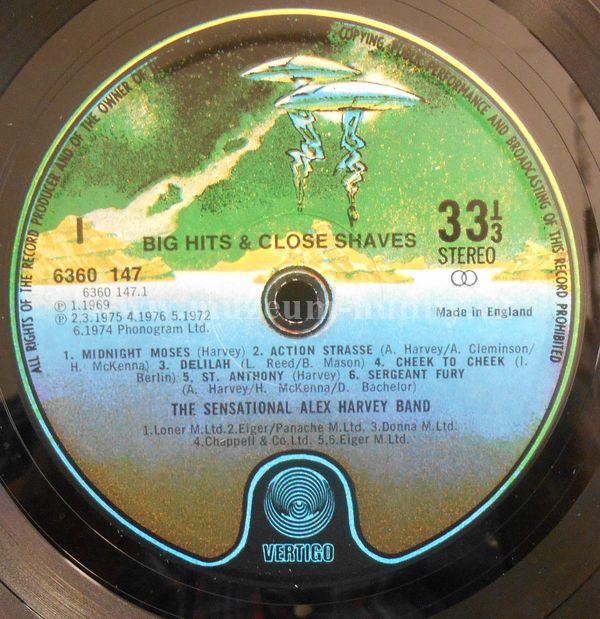 ALL RIGHTS OF THE RECORD PRODUCER AND OF THE OWNER OF
COPYING, PUBLIC PERFORMANCE AND BROADCASTING OF THIS RECORD PROHIBITED
I
BIG HITS & CLOSE SHAVES
33⅓
STEREO
6360 147
6360 147.1
Ⓟ1.1969
Ⓟ2.3.1975 4.1976 5.1972
6.1974 Phonogram Ltd.
Made in England
1. MIDNIGHT MOSES (Harvey) 2. ACTION STRASSE (A. Harvey/A. Cleminson/
H. McKenna) 3. DELILAH (L. Reed/B. Mason) 4. CHEEK TO CHEEK (I.
Berlin) 5. ST. ANTHONY (Harvey) 6. SERGEANT FURY
(A. Harvey/H. McKenna/D. Bachelor)
THE SENSATIONAL ALEX HARVEY BAND
1.Loner M.Ltd.2.Eiger/Panache M.Ltd. 3.Donna M.Ltd.
4.Chappell & Co.Ltd. 5,6.Eiger M.Ltd.
VERTIGO